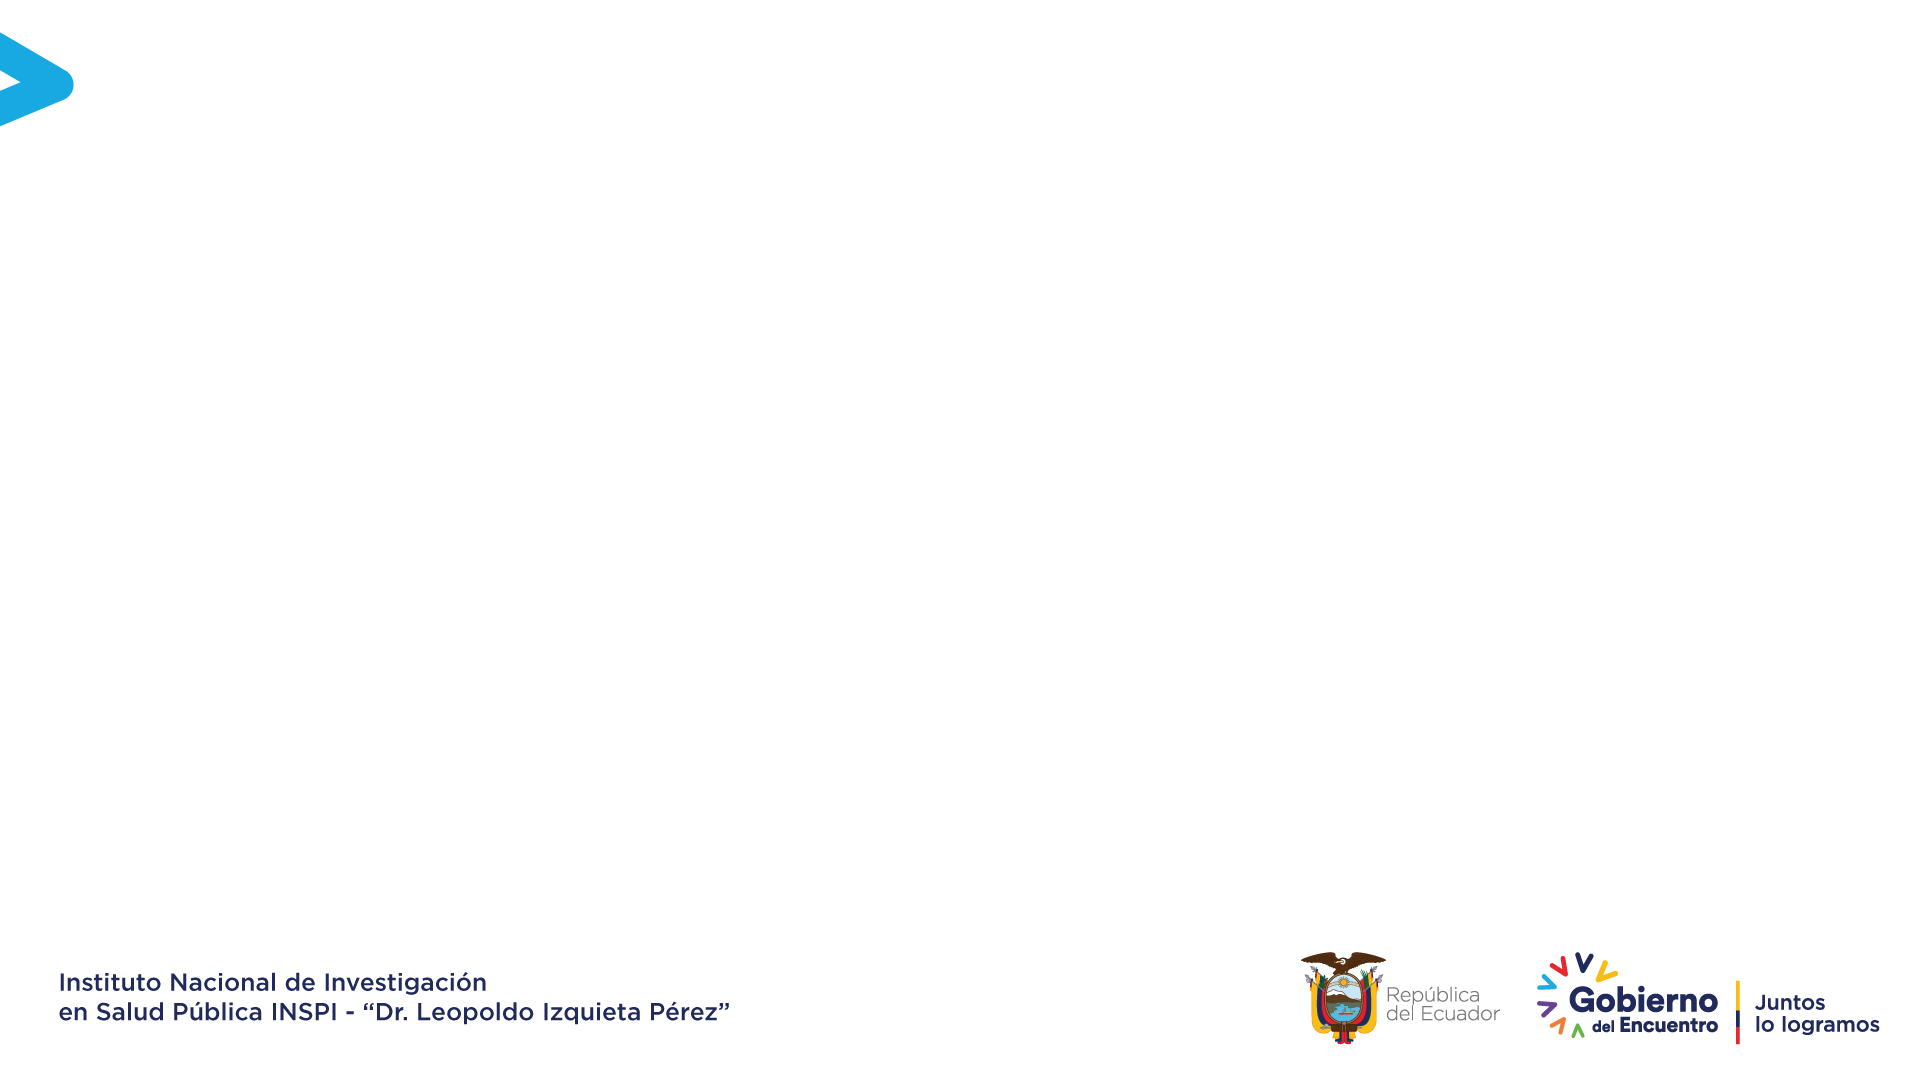 Instituto Nacional de Investigación
en Salud Pública INSPI - “Dr. Leopoldo Izquieta Pérez”
República
del Ecuador
Gobierno
del Encuentro
Juntos
lo logramos